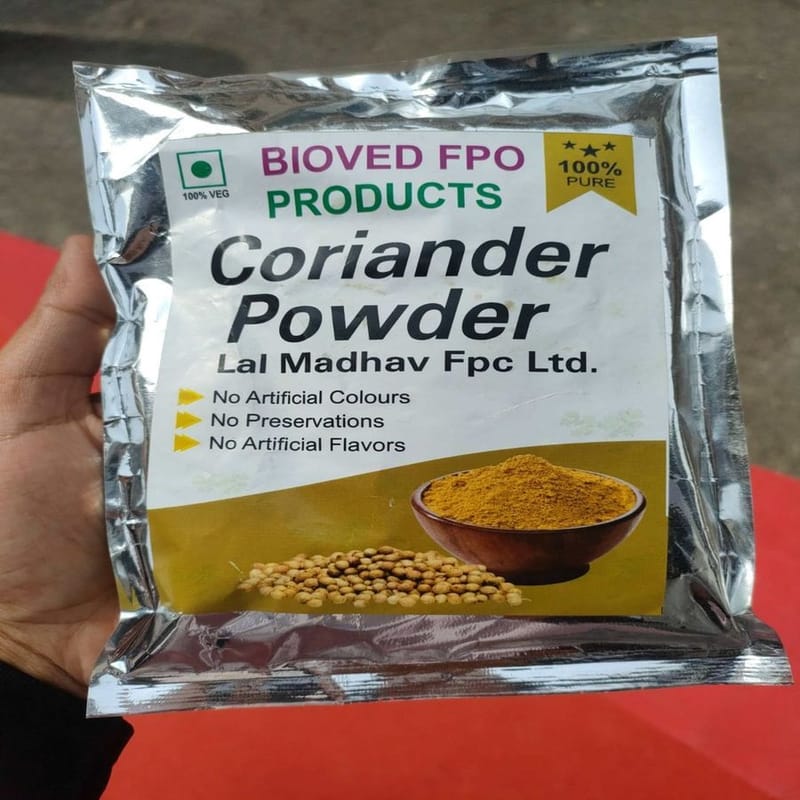 100% VEG
BIOVED FPO
PRODUCTS
100%
PURE
Coriander
Powder
Lal Madhav Fpc Ltd.
No Artificial Colours
No Preservations
No Artificial Flavors